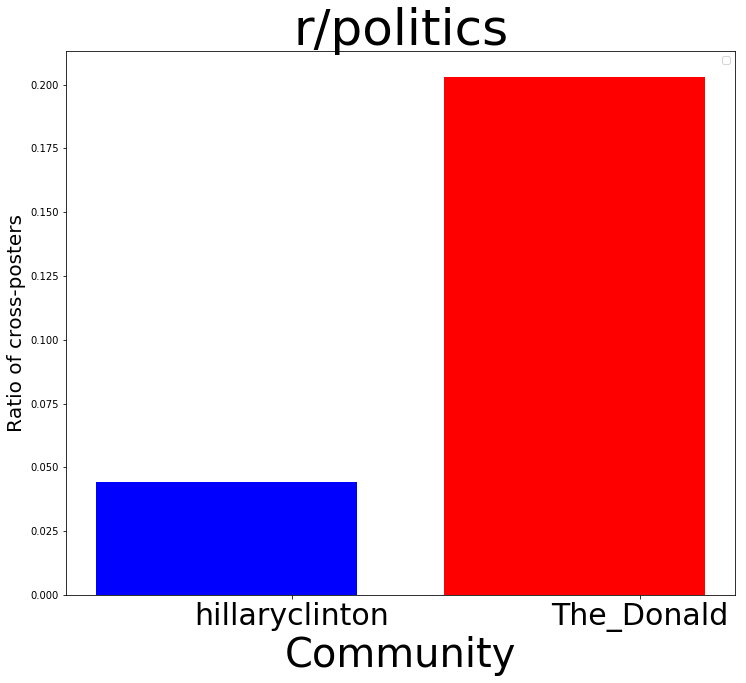 r/politics
0.200
0.175
0.150
0.125
0.100
0.075
0.050
0.025
0.000
Ratio of cross-posters
hillaryclinton
The_Donald
Community